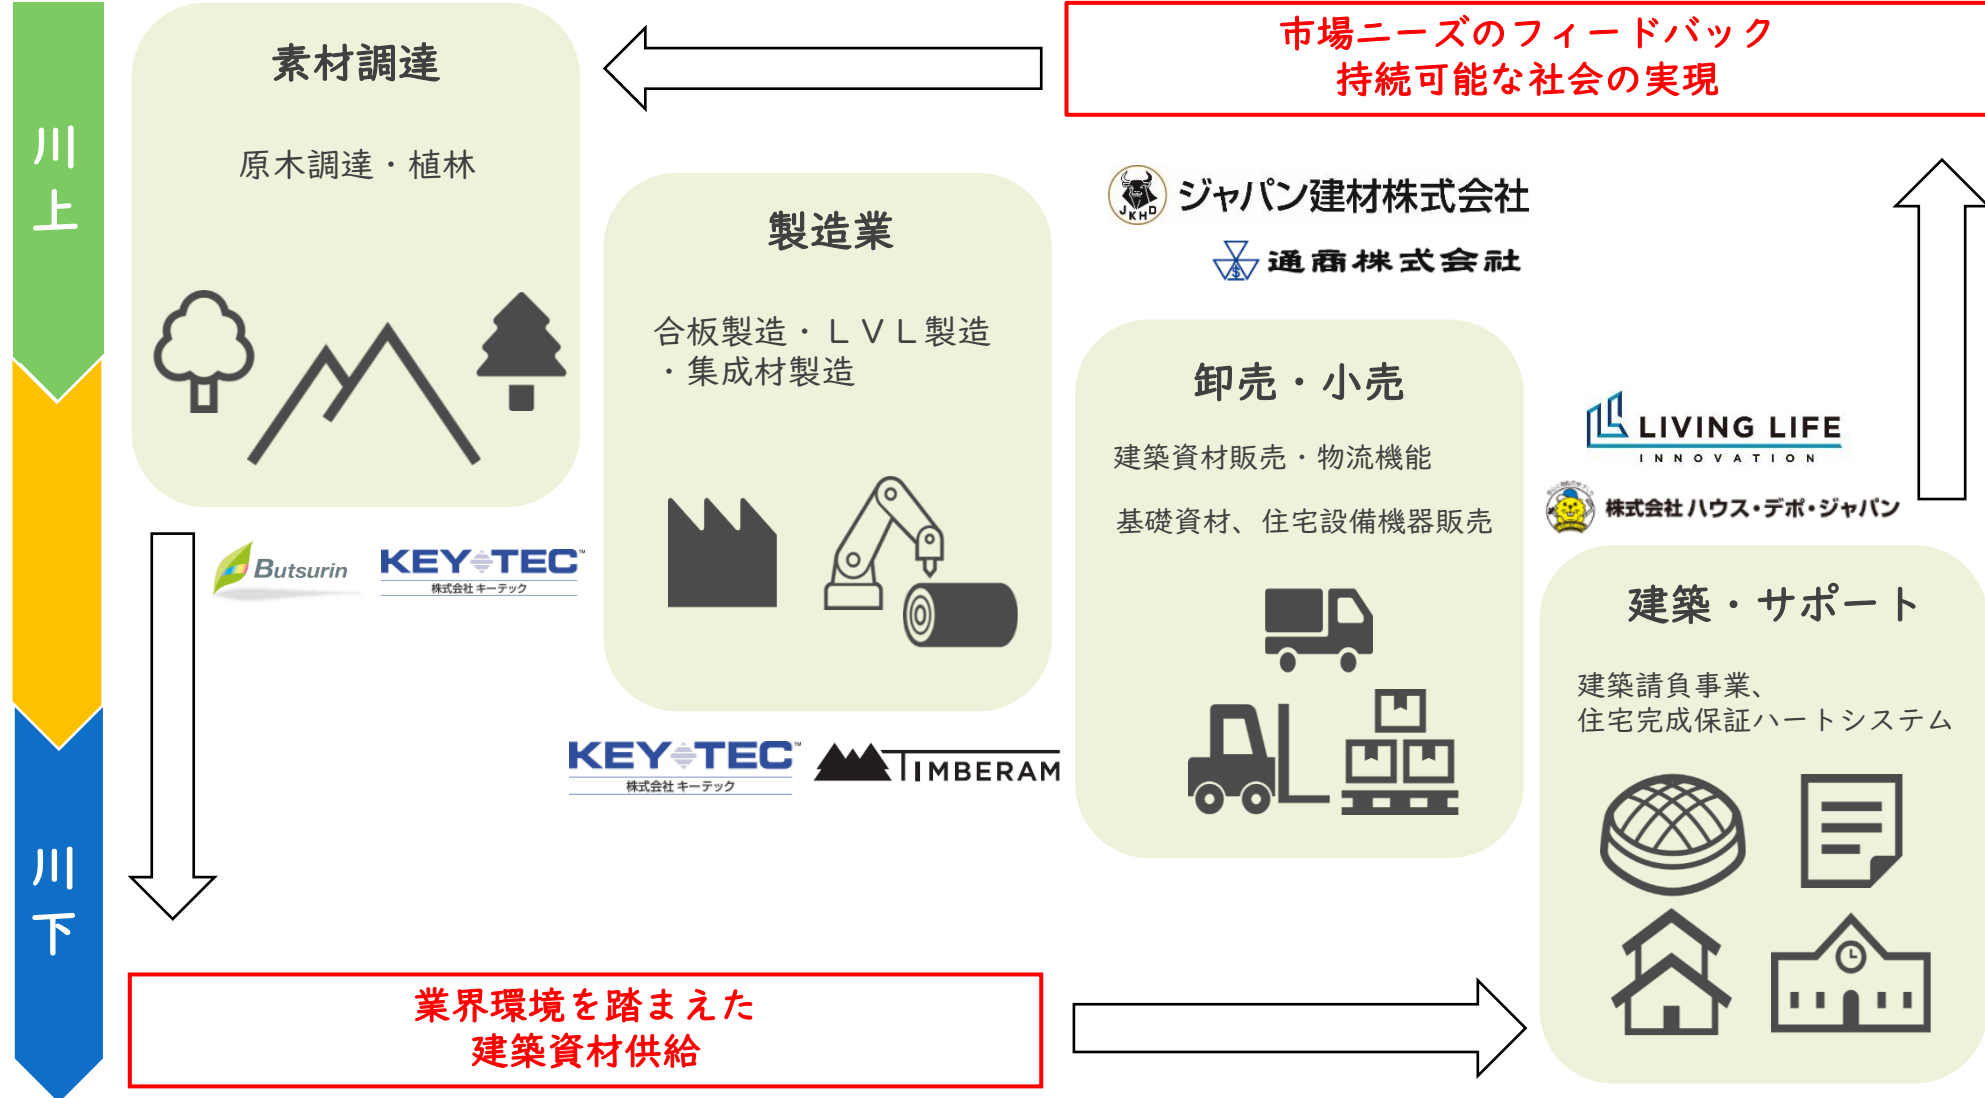 川上
素材調達
原木調達・植林
Butsurin
KEY TEC™
株式会社 キーテック
製造業
合板製造・ＬＶＬ製造
・集成材製造
KEY TEC™
株式会社 キーテック
TIMBERAM
市場ニーズのフィードバック
持続可能な社会の実現
JKHD
ジャパン建材株式会社
通商株式会社
卸売・小売
建築資材販売・物流機能
基礎資材、住宅設備機器販売
LIVING LIFE
INNOVATION
株式会社 ハウス・デポ・ジャパン
建築・サポート
建築請負事業、
住宅完成保証ハートシステム
川下
業界環境を踏まえた
建築資材供給